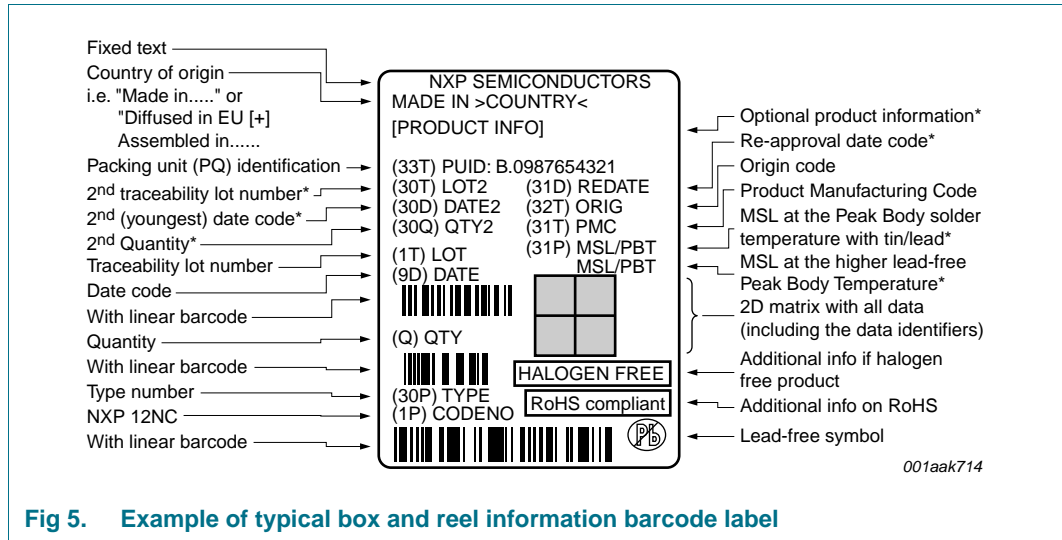 Fixed text
Country of origin
i.e. "Made in....." or
"Diffused in EU [+]
Assembled in......
Packing unit (PQ) identification
2nd traceability lot number*
2nd (youngest) date code*
2nd Quantity*
Traceability lot number
Date code
With linear barcode
Quantity
With linear barcode
Type number
NXP 12NC
With linear barcode
NXP SEMICONDUCTORS
MADE IN >COUNTRY<
[PRODUCT INFO]
(33T) PUID: B.0987654321
(30T) LOT2 (31D) REDATE
(30D) DATE2 (32T) ORIG
(30Q) QTY2 (31T) PMC
(31P) MSL/PBT
(1T) LOT
MSL/PBT
(9D) DATE
(Q) QTY
HALOGEN FREE
(30P) TYPE
RoHS compliant
(1P) CODENO
Pb
Optional product information*
Re-approval date code*
Origin code
Product Manufacturing Code
MSL at the Peak Body solder
temperature with tin/lead*
MSL at the higher lead-free
Peak Body Temperature*
2D matrix with all data
(including the data identifiers)
Additional info if halogen
free product
Additional info on RoHS
Lead-free symbol
001aak714
Fig 5. Example of typical box and reel information barcode label